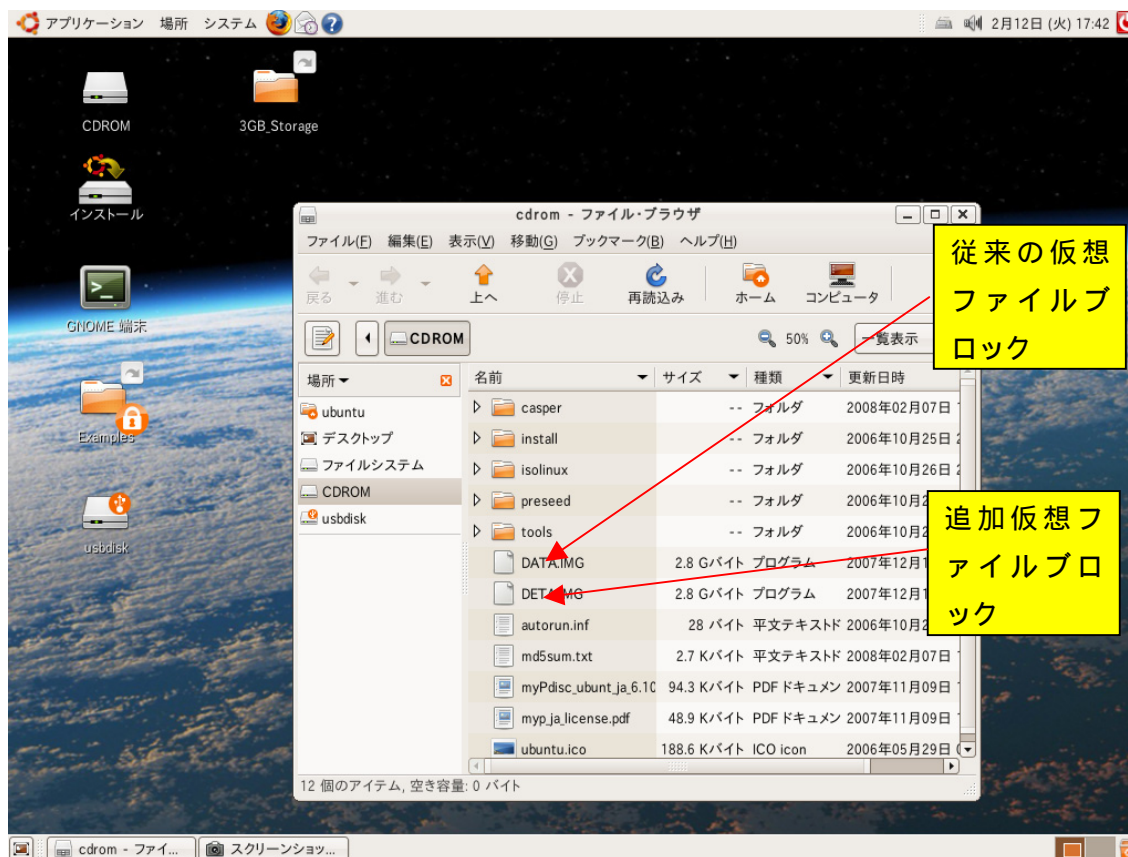 アプリケーション 場所 システム 2月12日 (火) 17:42
CDROM
3GB_Storage
インストール
GNOME 端末
Examples
usbdisk
cdrom - ファイル・ブラウザ
ファイル(F) 編集(E) 表示(V) 移動(G) ブックマーク(B) ヘルプ(H)
戻る 進む 上へ 停止 再読込み ホーム コンピュータ
CDROM 50% 一覧表示
場所
ubuntu
デスクトップ
ファイルシステム
CDROM
usbdisk
名前 サイズ 種類 更新日時
casper -- フォルダ 2008年02月07日
install -- フォルダ 2006年10月25日
isolinux -- フォルダ 2006年10月26日
preseed -- フォルダ 2006年10月
tools -- フォルダ 2006年10月
DATA.IMG 2.8 Gバイト プログラム 2007年12月
DETA.IMG 2.8 Gバイト プログラム 2007年12月
autorun.inf 28 バイト 平文テキストド 2006年10月
md5sum.txt 2.7 Kバイト 平文テキストド 2008年02月07日
myPdisc_ubunt_ja_6.10 94.3 Kバイト PDF ドキュメン 2007年11月09日
myp_ja_license.pdf 48.9 Kバイト PDF ドキュメン 2007年11月09日
ubuntu.ico 188.6 Kバイト ICO icon 2006年05月29日
12 個のアイテム, 空き容量: 0 バイト
従来の仮想
ファイルブ
ロック
追加仮想フ
ァイルブロ
ック
cdrom - ファイ... スクリーンショッ...